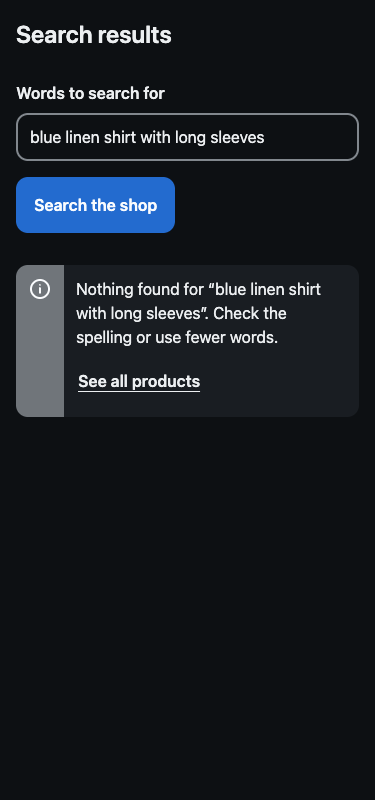 Search results
Words to search for
blue linen shirt with long sleeves
Search the shop
Nothing found for “blue linen shirt
with long sleeves”. Check the
spelling or use fewer words.
See all products